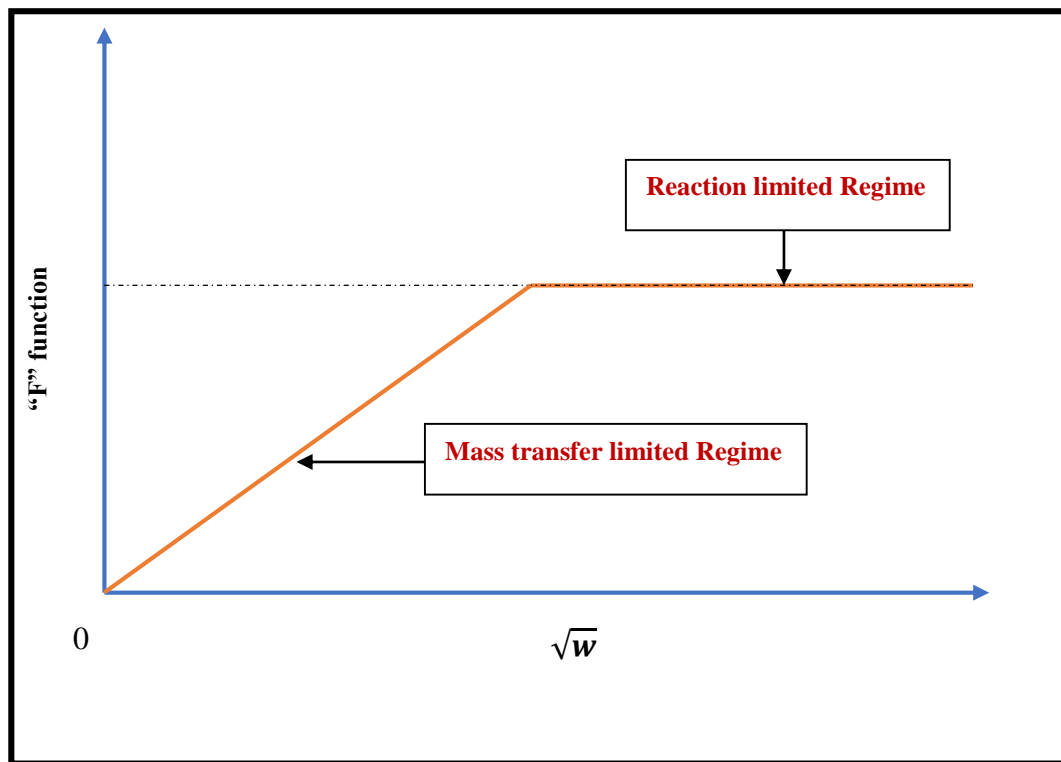 Reaction limited Regime
“F” function
Mass transfer limited Regime
0
√w